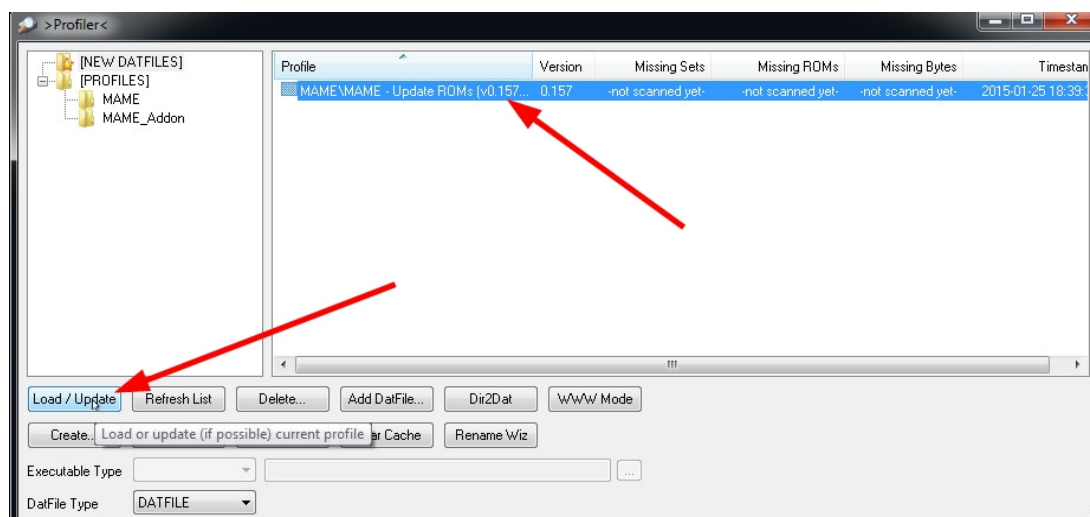 >Profiler<
[NEW DATFILES]
[PROFILES]
MAME
MAME_Addon
Profile Version Missing Sets Missing ROMs Missing Bytes Timestan
MAME\MAME - Update ROMs (v0.157... 0.157 -not scanned yet- -not scanned yet- -not scanned yet- 2015-01-25 18:39:
Load / Update Refresh List Delete... Add DatFile... Dir2Dat WWW Mode
Create.. Load or update (if possible) current profile ar Cache Rename Wiz
Executable Type ...
DatFile Type DATFILE